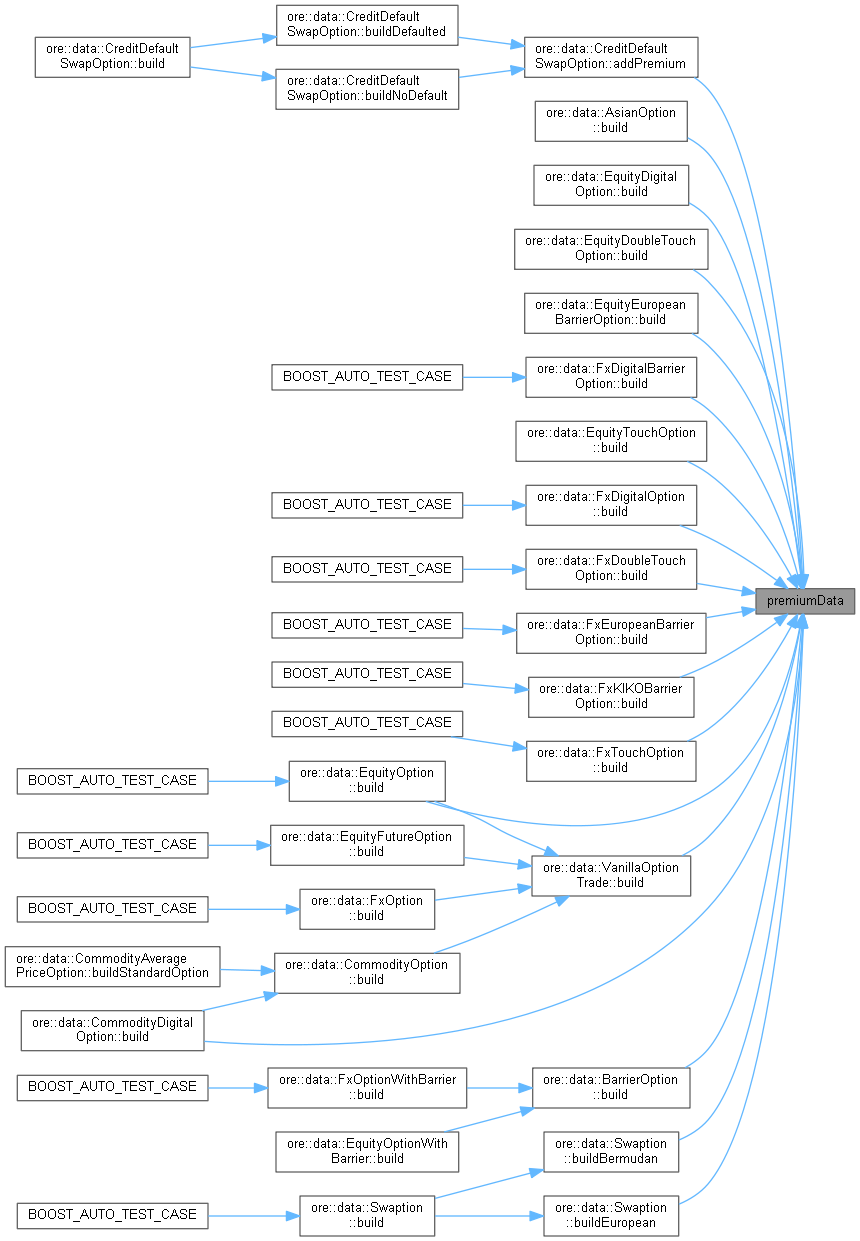 ore::data::CreditDefault
SwapOption::build
ore::data::CreditDefault
SwapOption::buildDefaulted
ore::data::CreditDefault
SwapOption::buildNoDefault
ore::data::CreditDefault
SwapOption::addPremium
ore::data::AsianOption
::build
ore::data::EquityDigital
Option::build
ore::data::EquityDoubleTouch
Option::build
ore::data::EquityEuropean
BarrierOption::build
BOOST_AUTO_TEST_CASE
ore::data::FxDigitalBarrier
Option::build
ore::data::EquityTouchOption
::build
BOOST_AUTO_TEST_CASE
ore::data::FxDigitalOption
::build
BOOST_AUTO_TEST_CASE
ore::data::FxDoubleTouch
Option::build
premiumData
BOOST_AUTO_TEST_CASE
ore::data::FxEuropeanBarrier
Option::build
BOOST_AUTO_TEST_CASE
ore::data::FxKIKOBarrier
Option::build
BOOST_AUTO_TEST_CASE
ore::data::FxTouchOption
::build
BOOST_AUTO_TEST_CASE
ore::data::EquityOption
::build
BOOST_AUTO_TEST_CASE
ore::data::EquityFutureOption
::build
ore::data::VanillaOption
Trade::build
BOOST_AUTO_TEST_CASE
ore::data::FxOption
::build
ore::data::CommodityAverage
PriceOption::buildStandardOption
ore::data::CommodityOption
::build
ore::data::CommodityDigital
Option::build
BOOST_AUTO_TEST_CASE
ore::data::FxOptionWithBarrier
::build
ore::data::BarrierOption
::build
ore::data::EquityOptionWith
Barrier::build
ore::data::Swaption
::buildBermudan
BOOST_AUTO_TEST_CASE
ore::data::Swaption
::build
ore::data::Swaption
::buildEuropean